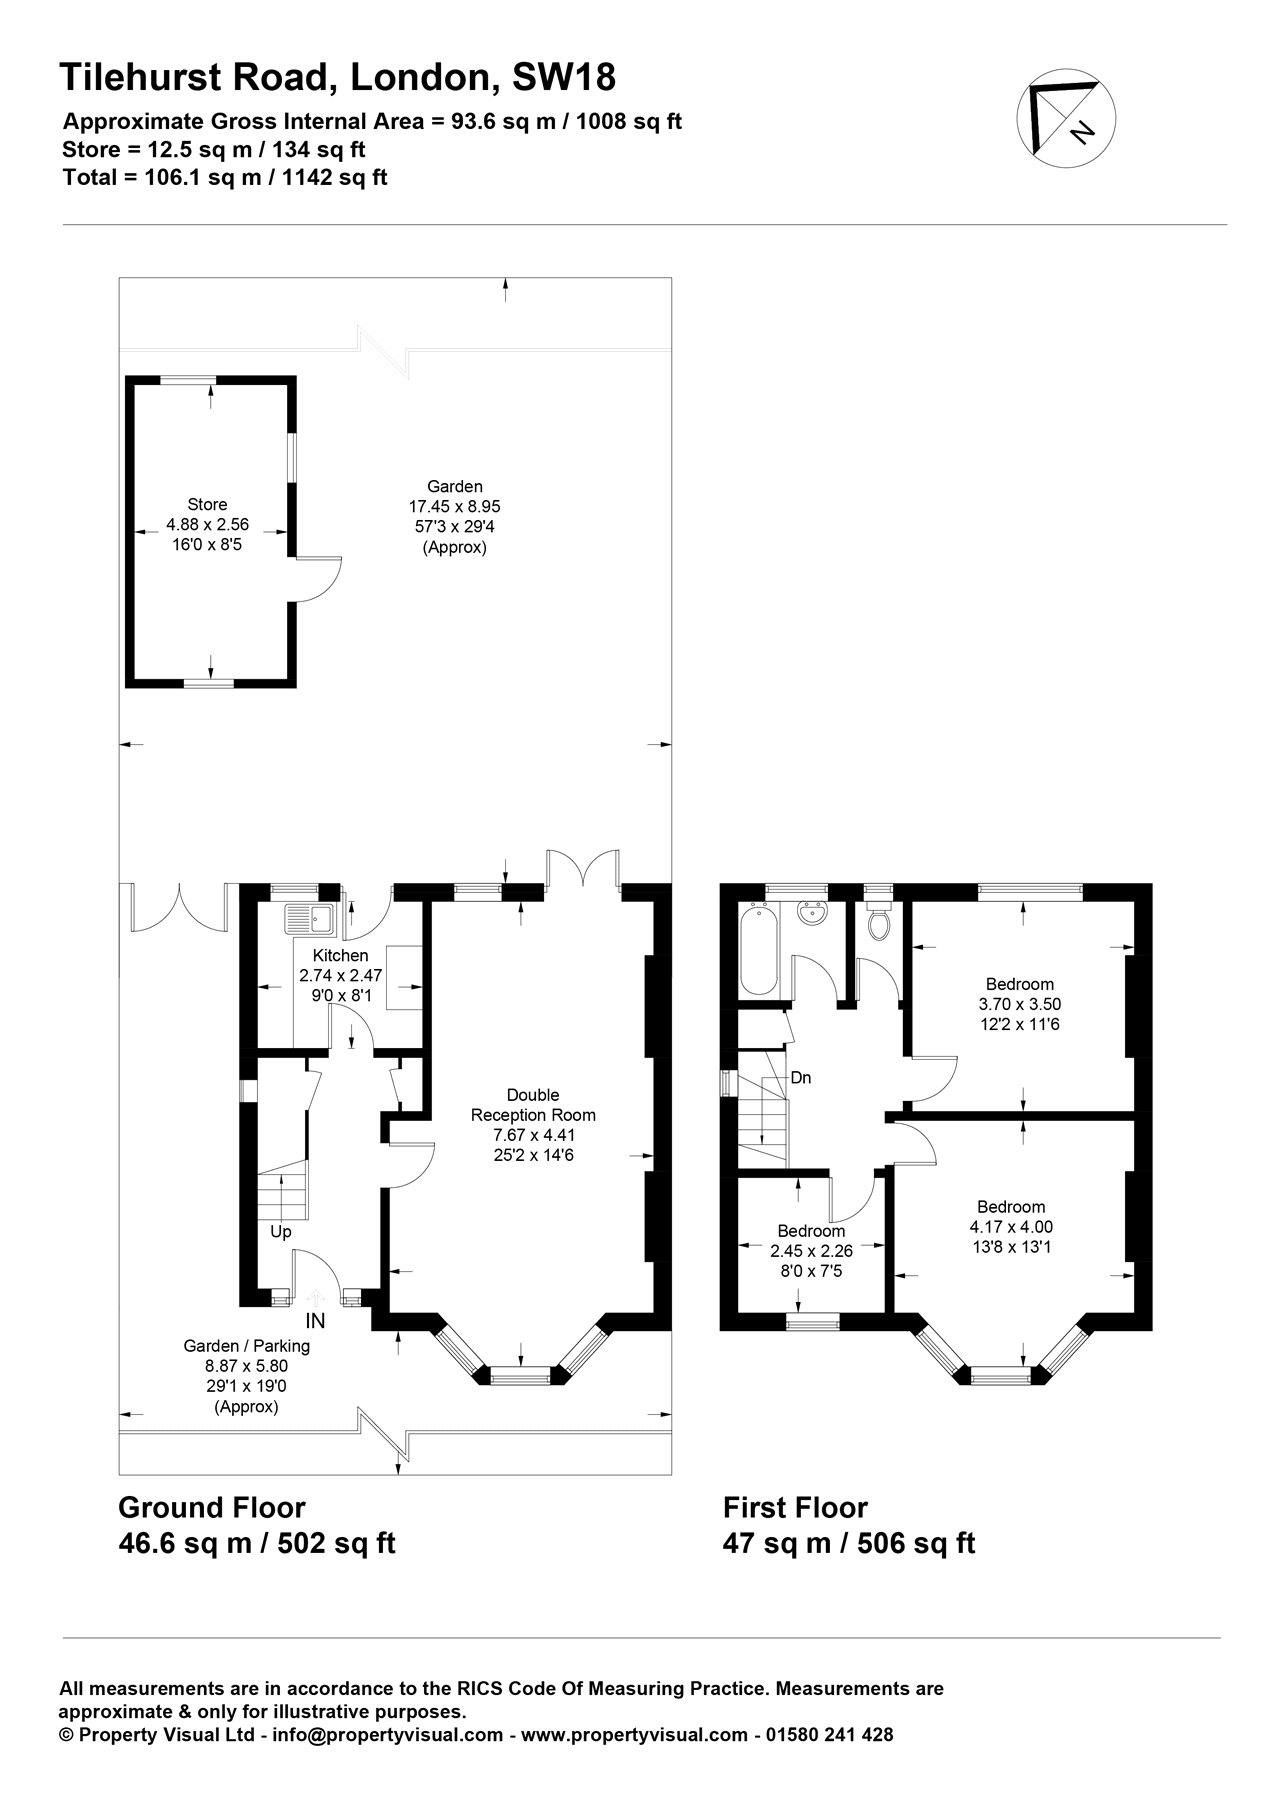 Tilehurst Road, London, SW18
Approximate Gross Internal Area = 93.6 sq m / 1008 sq ft
Store = 12.5 sq m / 134 sq ft
Total = 106.1 sq m / 1142 sq ft
N
Store
4.88 x 2.56
16'0 x 8'5
Garden
17.45 x 8.95
57'3 x 29'4
(Approx)
Kitchen
2.74 x 2.47
9'0 x 8'1
Double
Reception Room
7.67 x 4.41
25'2 x 14'6
Up
IN
Garden / Parking
8.87 x 5.80
29'1 x 19'0
(Approx)
Bedroom
3.70 x 3.50
12'2 x 11'6
Dn
Bedroom
4.17 x 4.00
13'8 x 13'1
Bedroom
2.45 x 2.26
8'0 x 7'5
Ground Floor
46.6 sq m / 502 sq ft
First Floor
47 sq m / 506 sq ft
All measurements are in accordance to the RICS Code Of Measuring Practice. Measurements are
approximate & only for illustrative purposes.
© Property Visual Ltd - info@propertyvisual.com - www.propertyvisual.com - 01580 241 428